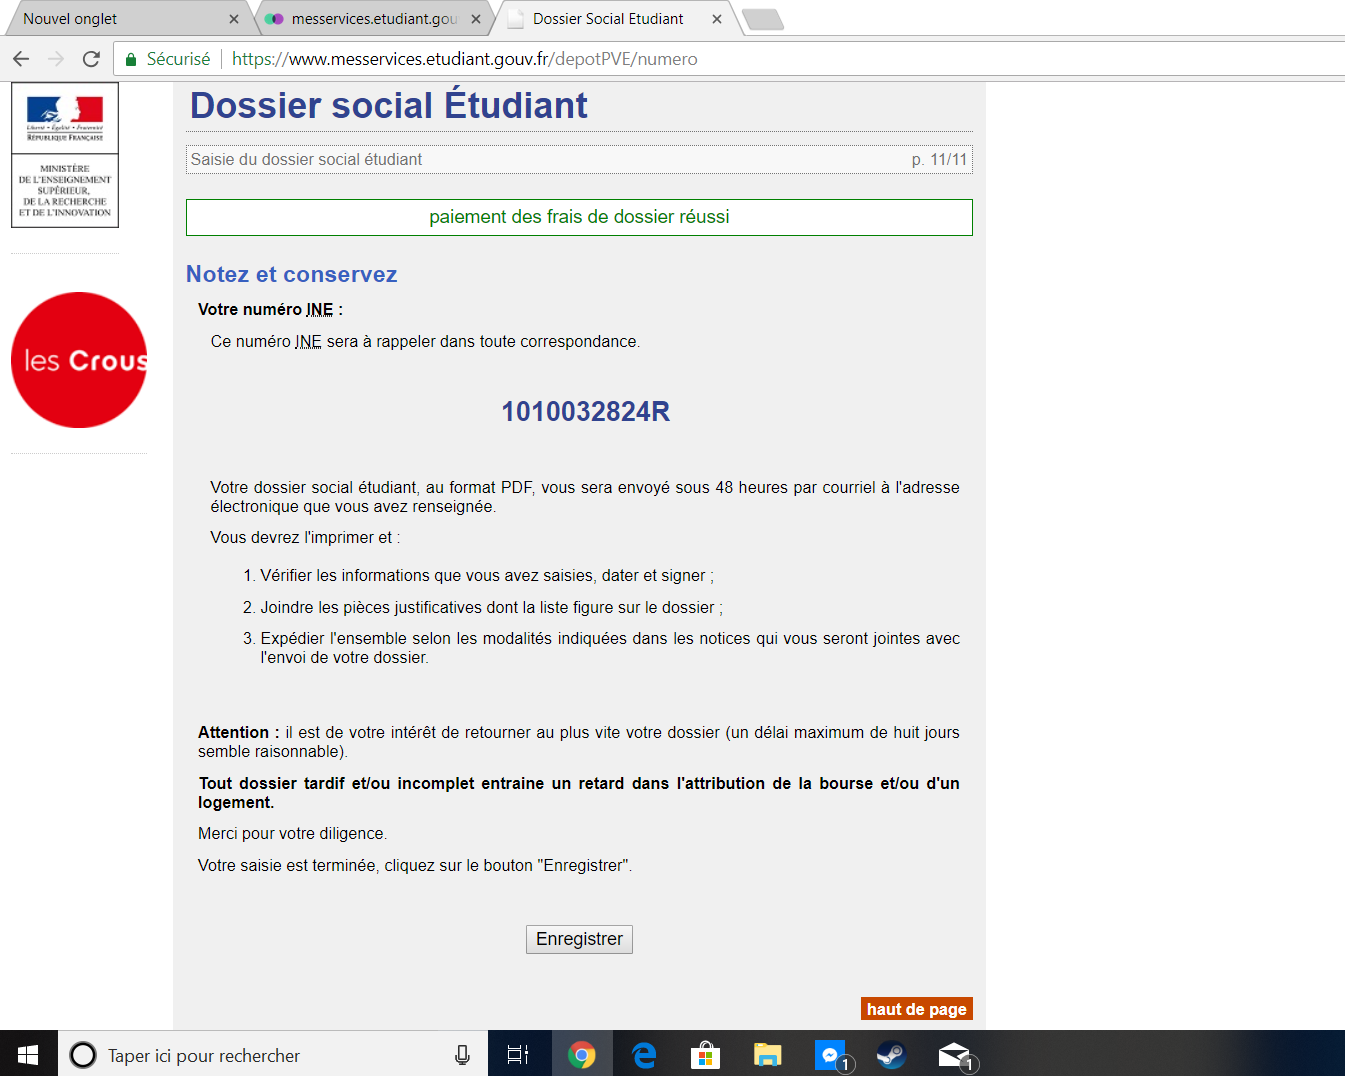 Nouvel onglet
messervices.etudiant.gou
Dossier Social Etudiant
Sécurisé
https://www.messervices.etudiant.gouv.fr/depotPVE/numero
Liberté • Égalité • Fraternité
RÉPUBLIQUE FRANÇAISE
MINISTÈRE
DE L'ENSEIGNEMENT
SUPÉRIEUR,
DE LA RECHERCHE
ET DE L'INNOVATION
les Crous
Dossier social Étudiant
Saisie du dossier social étudiant p. 11/11
paiement des frais de dossier réussi
Notez et conservez
Votre numéro INE :
Ce numéro INE sera à rappeler dans toute correspondance.
1010032824R
Votre dossier social étudiant, au format PDF, vous sera envoyé sous 48 heures par courriel à l'adresse
électronique que vous avez renseignée.
Vous devrez l'imprimer et :
1. Vérifier les informations que vous avez saisies, dater et signer ;
2. Joindre les pièces justificatives dont la liste figure sur le dossier ;
3. Expédier l'ensemble selon les modalités indiquées dans les notices qui vous seront jointes avec
l'envoi de votre dossier.
Attention : il est de votre intérêt de retourner au plus vite votre dossier (un délai maximum de huit jours
semble raisonnable).
Tout dossier tardif et/ou incomplet entraine un retard dans l'attribution de la bourse et/ou d'un
logement.
Merci pour votre diligence.
Votre saisie est terminée, cliquez sur le bouton "Enregistrer".
Enregistrer
haut de page
Taper ici pour rechercher
1
1